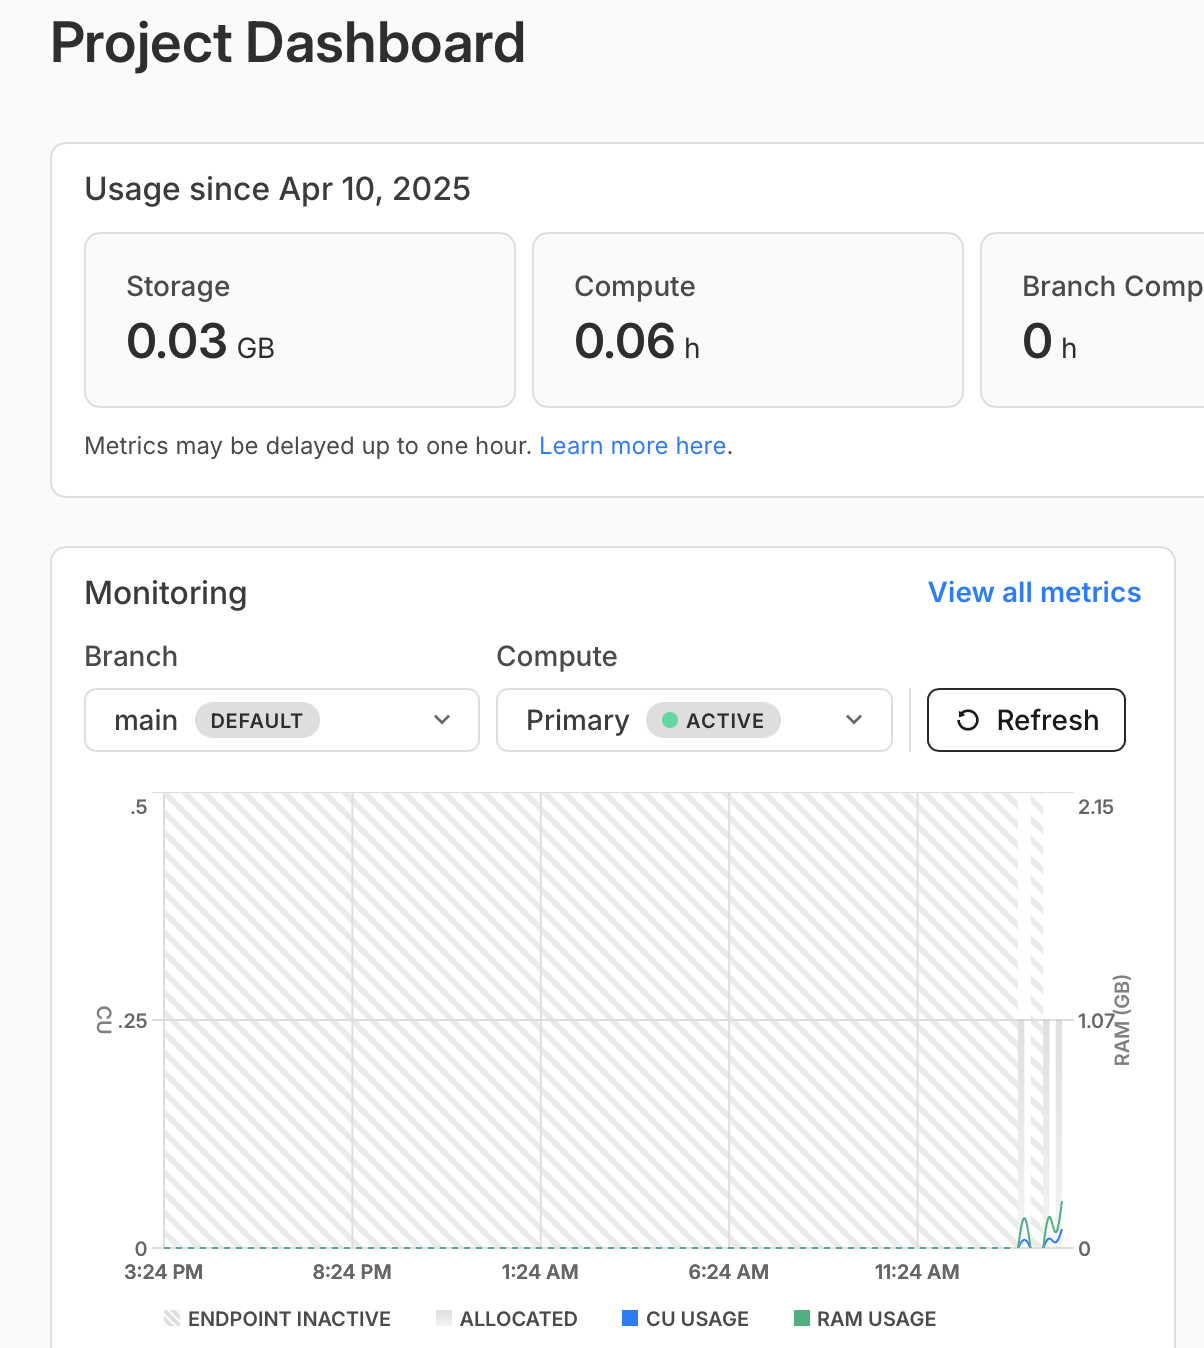 Project Dashboard
Usage since Apr 10, 2025
Storage
0.03 GB
Compute
0.06 h
Branch Comp
0 h
Metrics may be delayed up to one hour. Learn more here.
Monitoring
View all metrics
Branch
Compute
main DEFAULT
Primary ACTIVE
Refresh
.5
2.15
CU
.25
1.07
RAM (GB)
0
0
3:24 PM 8:24 PM 1:24 AM 6:24 AM 11:24 AM
ENDPOINT INACTIVE ALLOCATED CU USAGE RAM USAGE